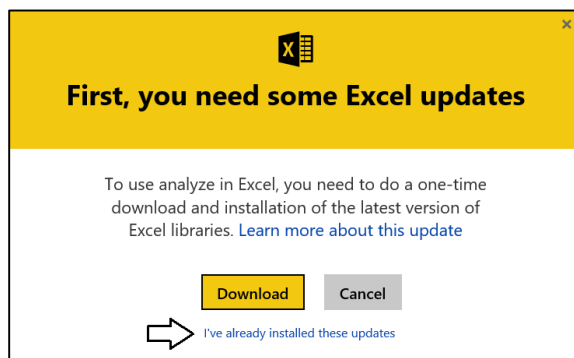 First, you need some Excel updates
To use analyze in Excel, you need to do a one-time
download and installation of the latest version of
Excel libraries. Learn more about this update
Download Cancel
I've already installed these updates